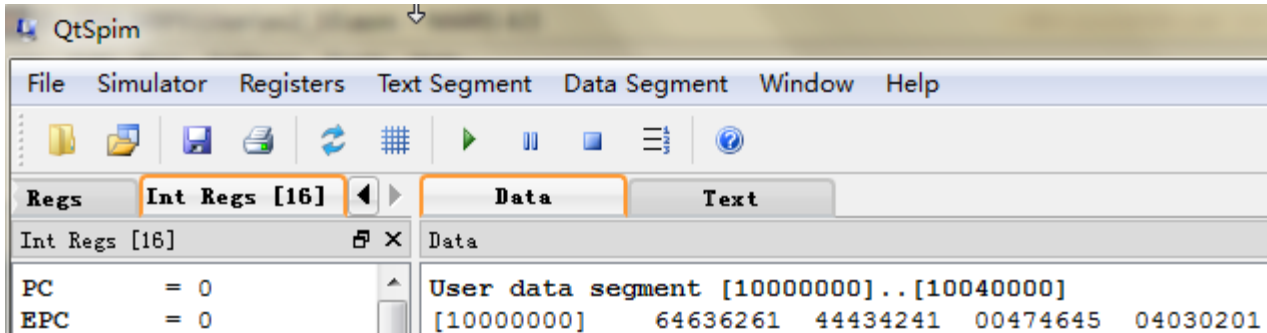 QtSpim
File Simulator Registers Text Segment Data Segment Window Help
Regs Int Regs [16] Data Text
Int Regs [16] Data
PC = 0
EPC = 0
User data segment [10000000]..[10040000]
[10000000] 64636261 44434241 00474645 04030201